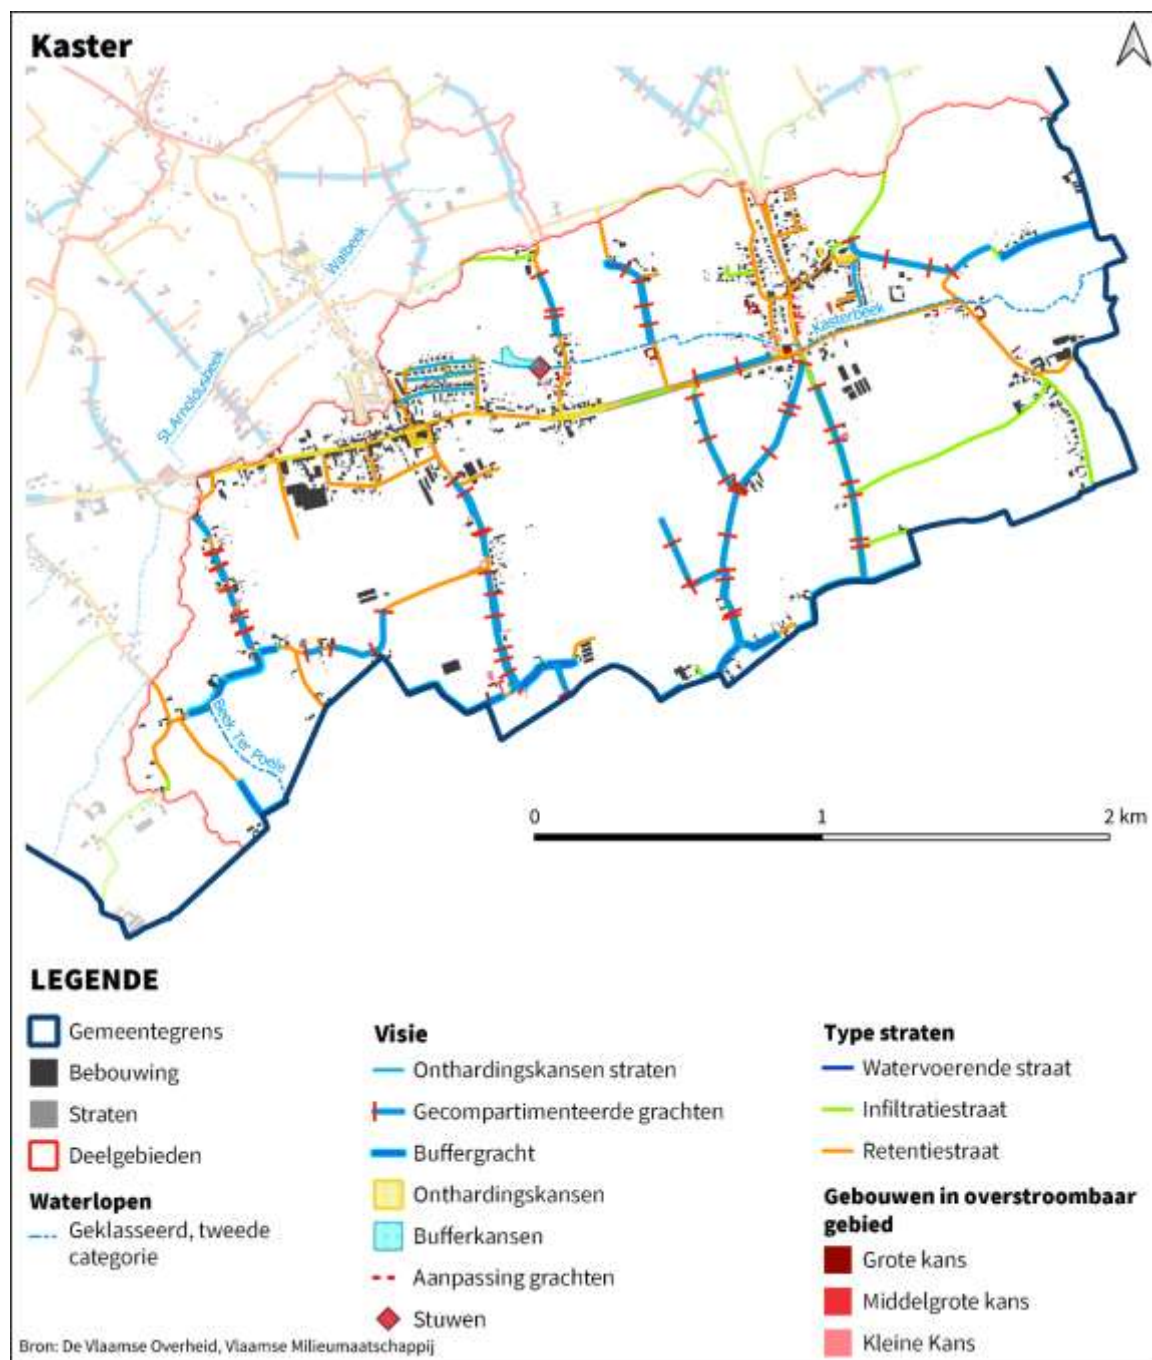 Kaster
Walbeek
St.Arnoldusbeek
Kasterbeek
Beek Ter Poele
0 1 2 km
LEGENDE
Gemeentegrens
Bebouwing
Straten
Deelgebieden
Waterlopen
Geklasseerd, tweede
categorie
Visie
Onthardingskansen straten
Gecompartimenteerde grachten
Buffergracht
Onthardingskansen
Bufferkansen
Aanpassing grachten
Stuwen
Type straten
Watervoerende straat
Infiltratiestraat
Retentiestraat
Gebouwen in overstroombaar
gebied
Grote kans
Middelgrote kans
Kleine Kans
Bron: De Vlaamse Overheid, Vlaamse Milieumaatschappij